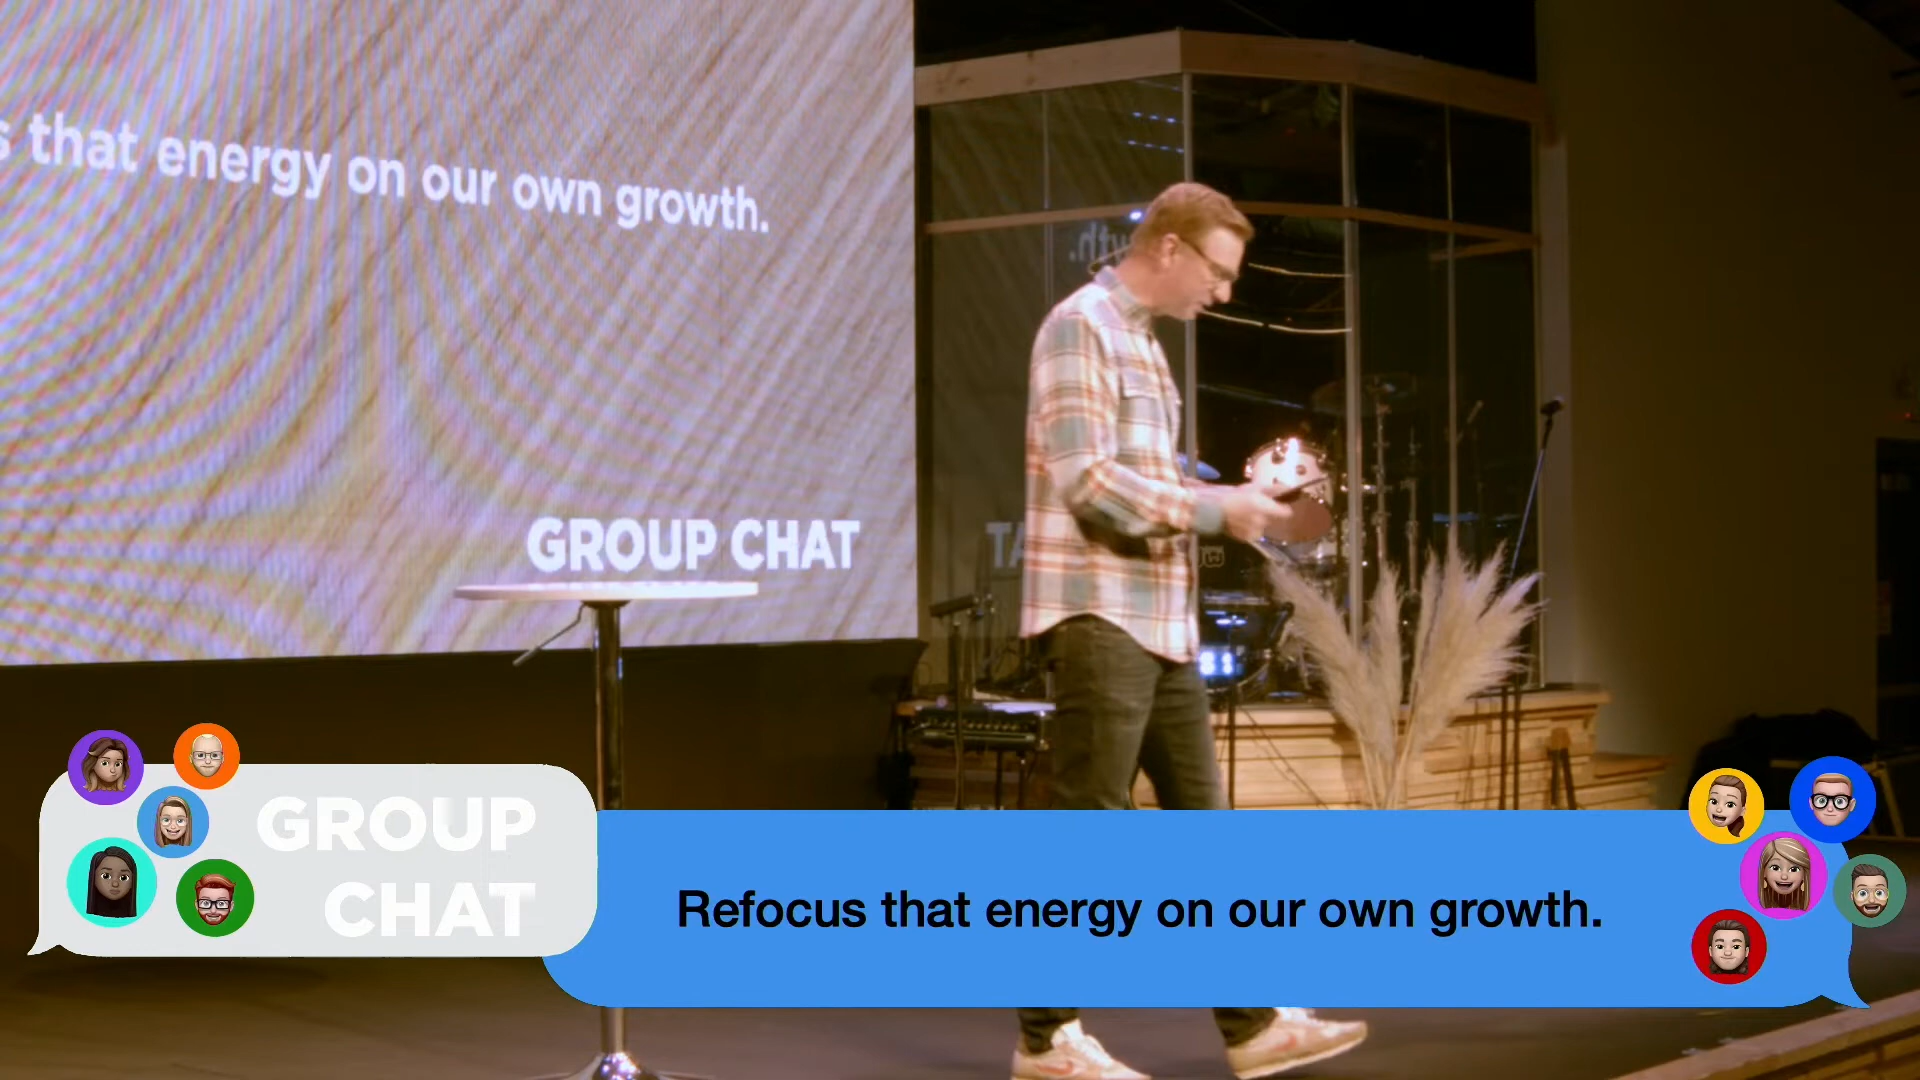 s that energy on our own growth.
GROUP CHAT
GROUP
CHAT
Refocus that energy on our own growth.